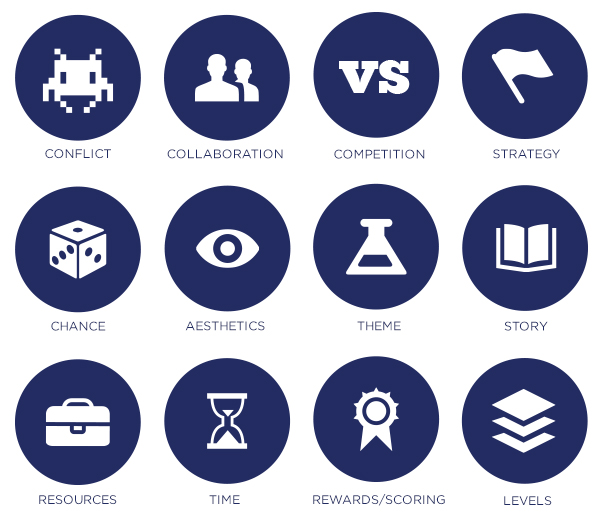 VS
CONFLICT
COLLABORATION
COMPETITION
STRATEGY
CHANCE
AESTHETICS
THEME
STORY
RESOURCES
TIME
REWARDS/SCORING
LEVELS